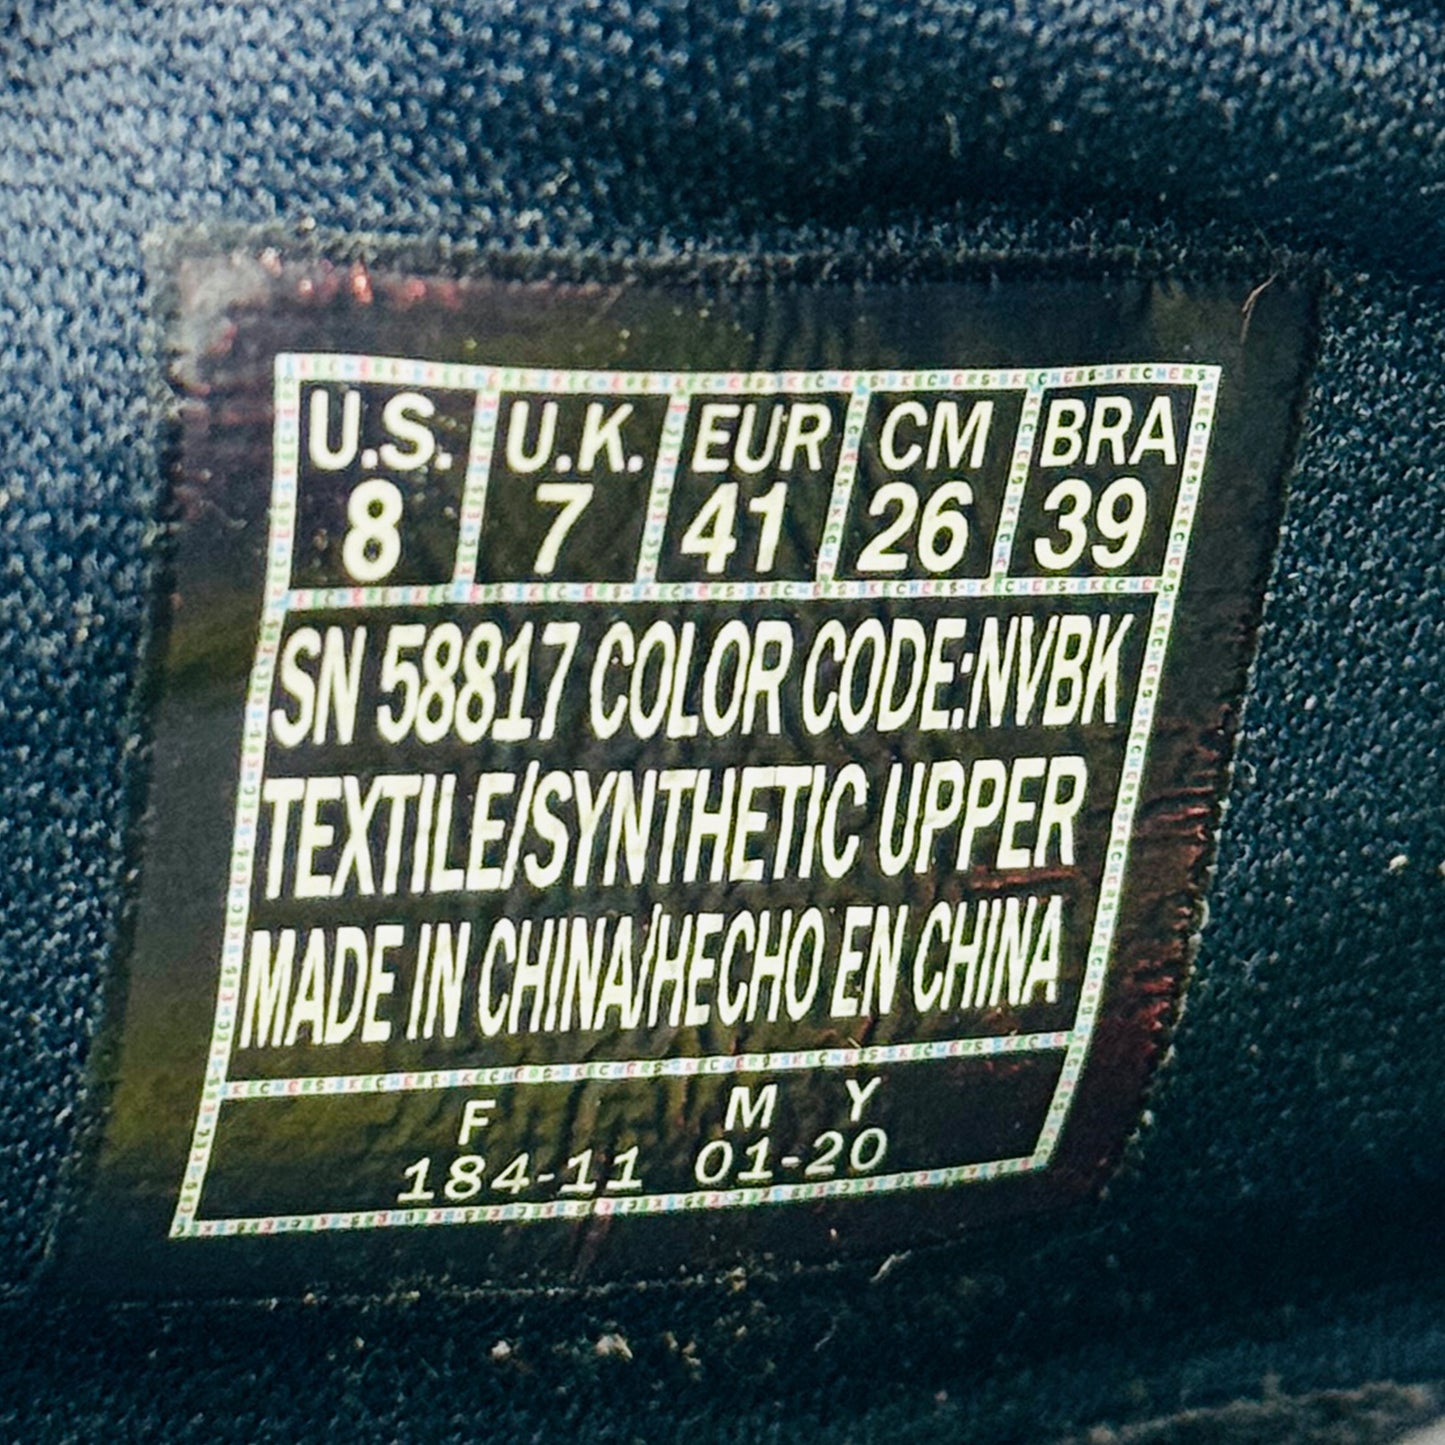 U.S. U.K. EUR CM BRA
8 7 41 26 39
SN 58817 COLOR CODE:NVBK
TEXTILE/SYNTHETIC UPPER
MADE IN CHINA/HECHO EN CHINA
F M Y
184-11 01-20